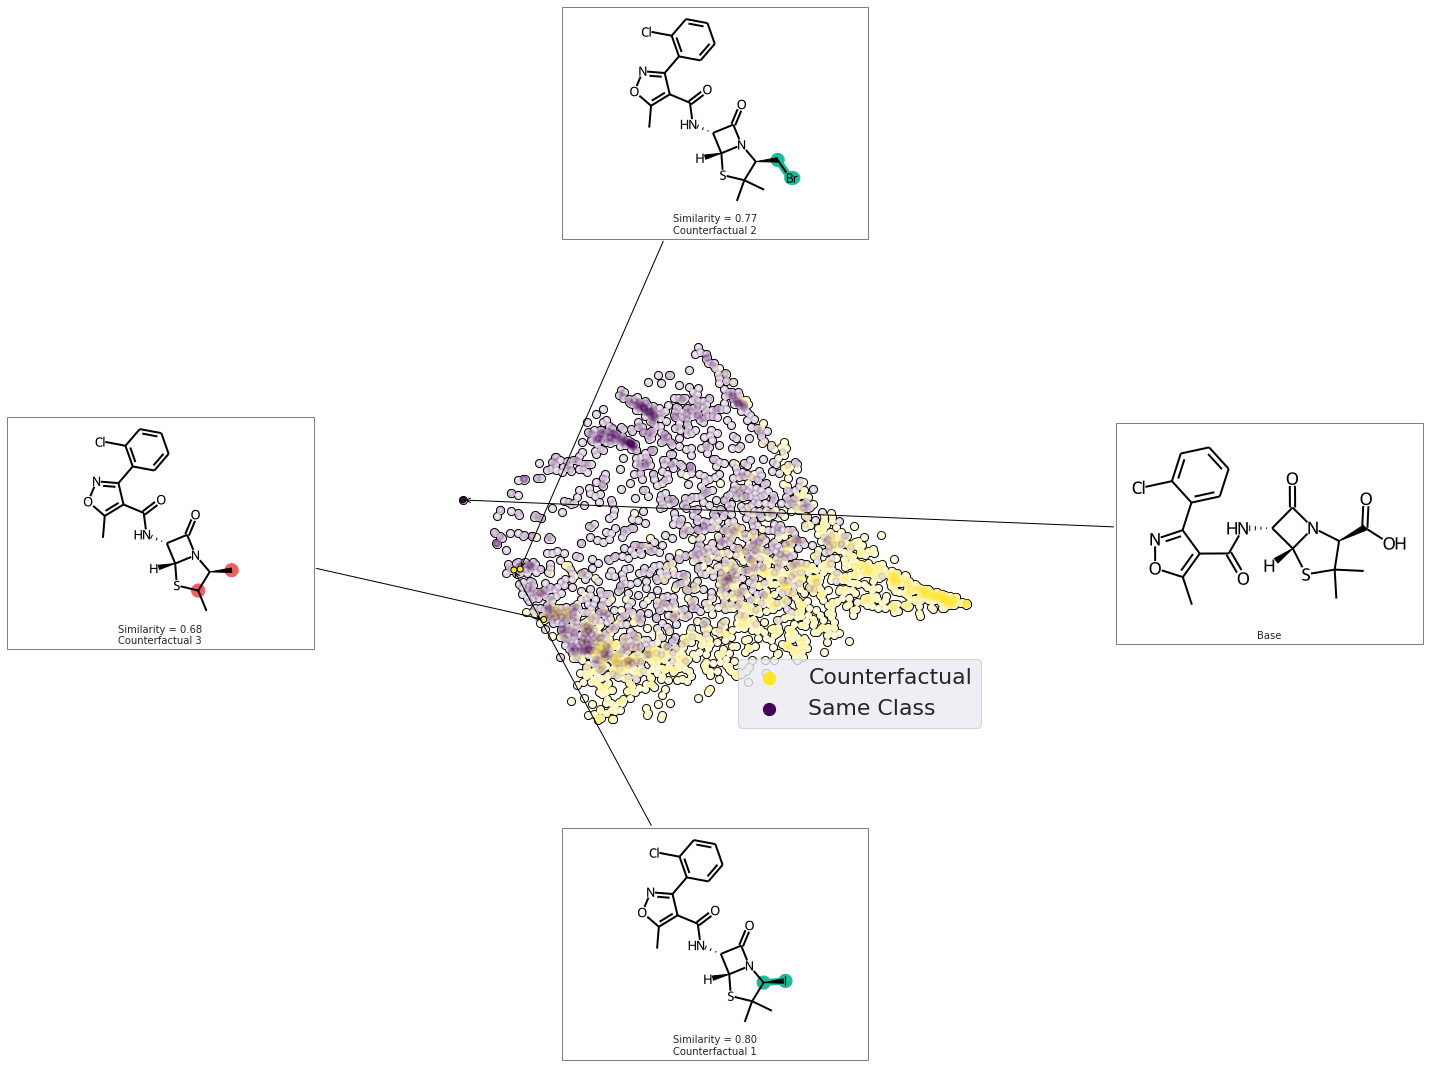 Cl
N
O
O
O
HN
N
H
S
Br
Similarity = 0.77
Counterfactual 2
Cl
N
O
O
O
HN
N
H
S
Similarity = 0.68
Counterfactual 3
Cl
O
O
N
HN
N
OH
O
H
O
S
Base
Counterfactual
Same Class
Cl
N
O
O
O
HN
N
H
I
S
Similarity = 0.80
Counterfactual 1